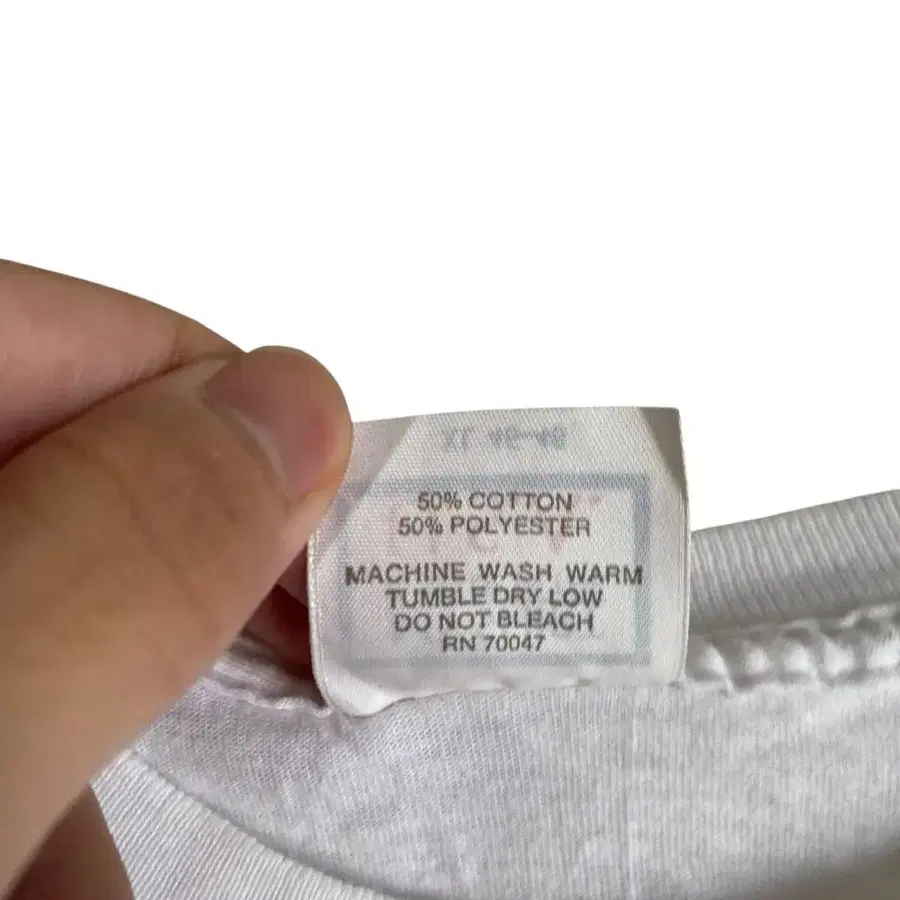 50% COTTON
50% POLYESTER
MACHINE WASH WARM
TUMBLE DRY LOW
DO NOT BLEACH
RN 70047